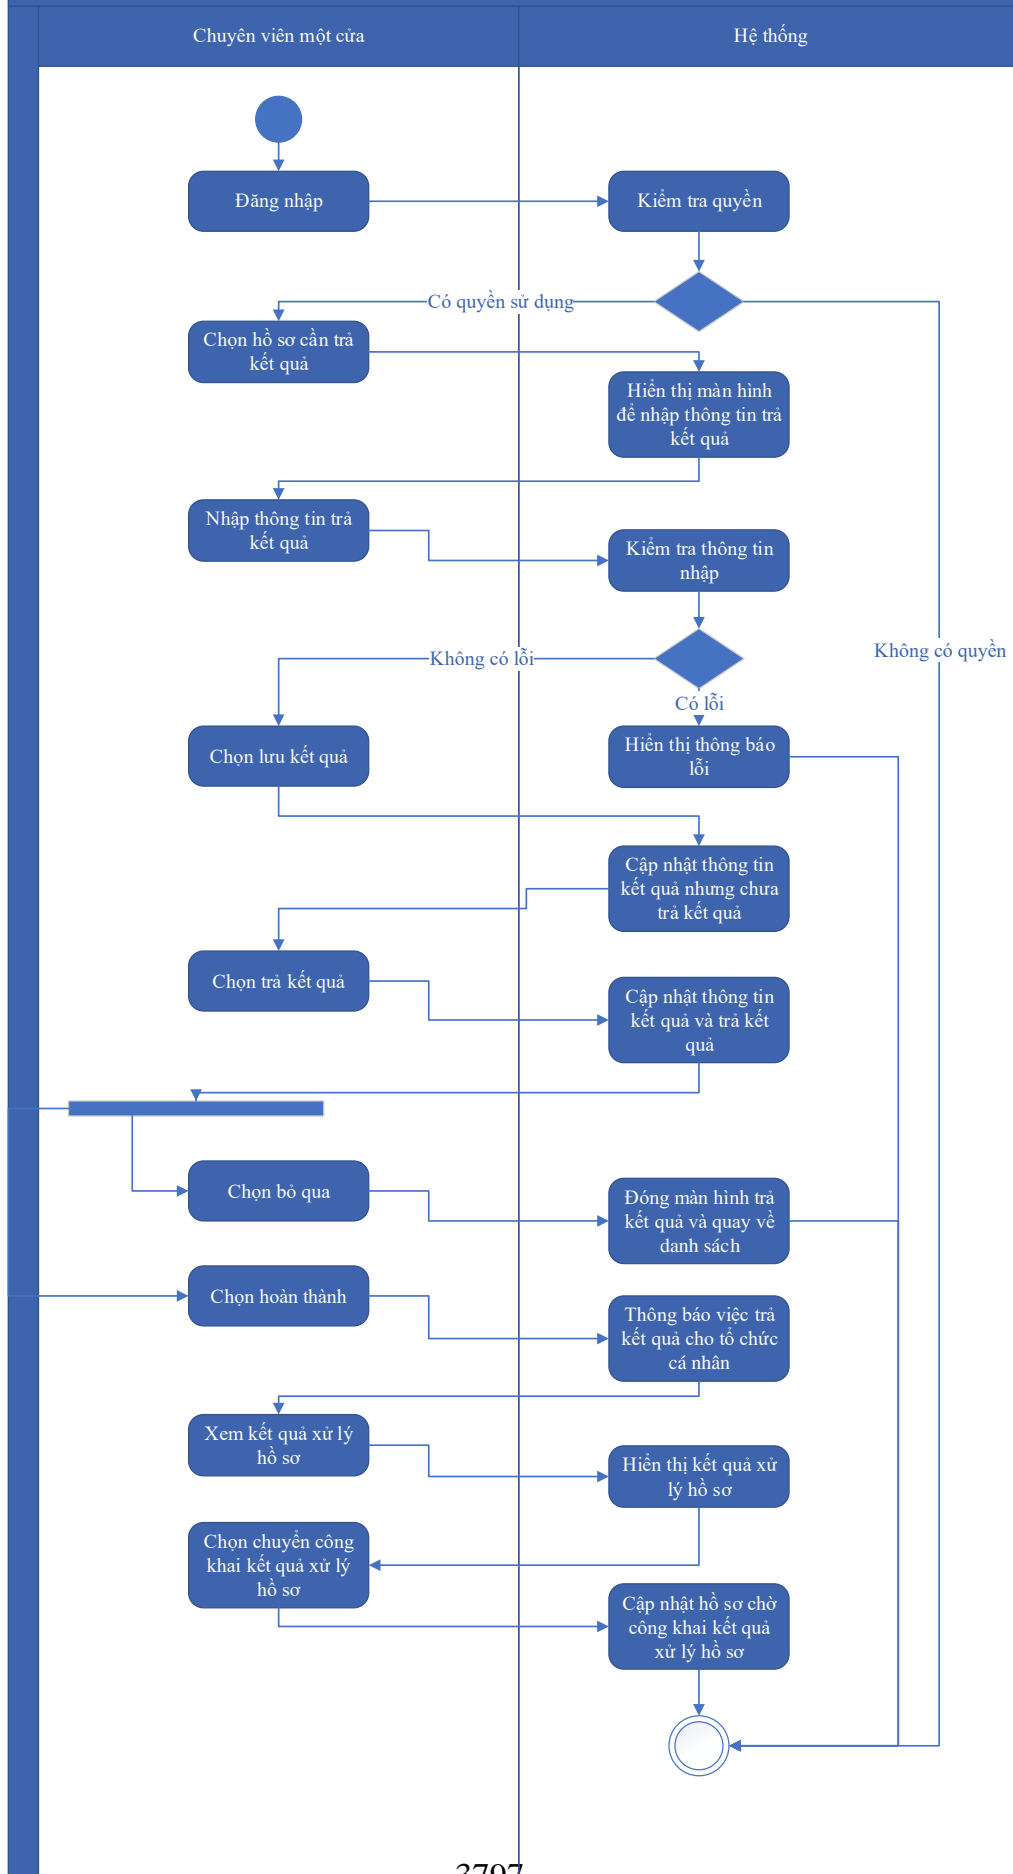 Chuyên viên một cửa
Hệ thống
Đăng nhập
Kiểm tra quyền
Có quyền sử dụng
Chọn hồ sơ cần trả
kết quả
Hiển thị màn hình
để nhập thông tin trả
kết quả
Nhập thông tin trả
kết quả
Kiểm tra thông tin
nhập
Không có quyền
Không có lỗi
Có lỗi
Chọn lưu kết quả
Hiển thị thông báo
lỗi
Cập nhật thông tin
kết quả nhưng chưa
trả kết quả
Chọn trả kết quả
Cập nhật thông tin
kết quả và trả kết
quả
Chọn bỏ qua
Đóng màn hình trả
kết quả và quay về
danh sách
Chọn hoàn thành
Thông báo việc trả
kết quả cho tổ chức
cá nhân
Xem kết quả xử lý
hồ sơ
Hiển thị kết quả xử
lý hồ sơ
Chọn chuyển công
khai kết quả xử lý
hồ sơ
Cập nhật hồ sơ chờ
công khai kết quả
xử lý hồ sơ
3797